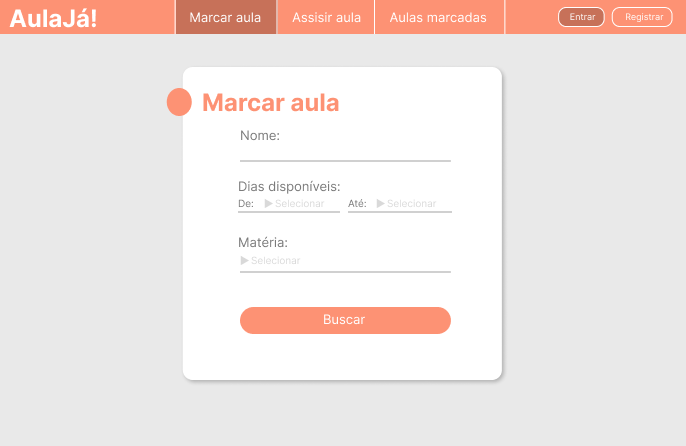 AulaJá! Marcar aula Assisir aula Aulas marcadas Entrar Registrar
Marcar aula
Nome:
Dias disponíveis:
De: ▶ Selecionar Até: ▶ Selecionar
Matéria:
▶ Selecionar
Buscar